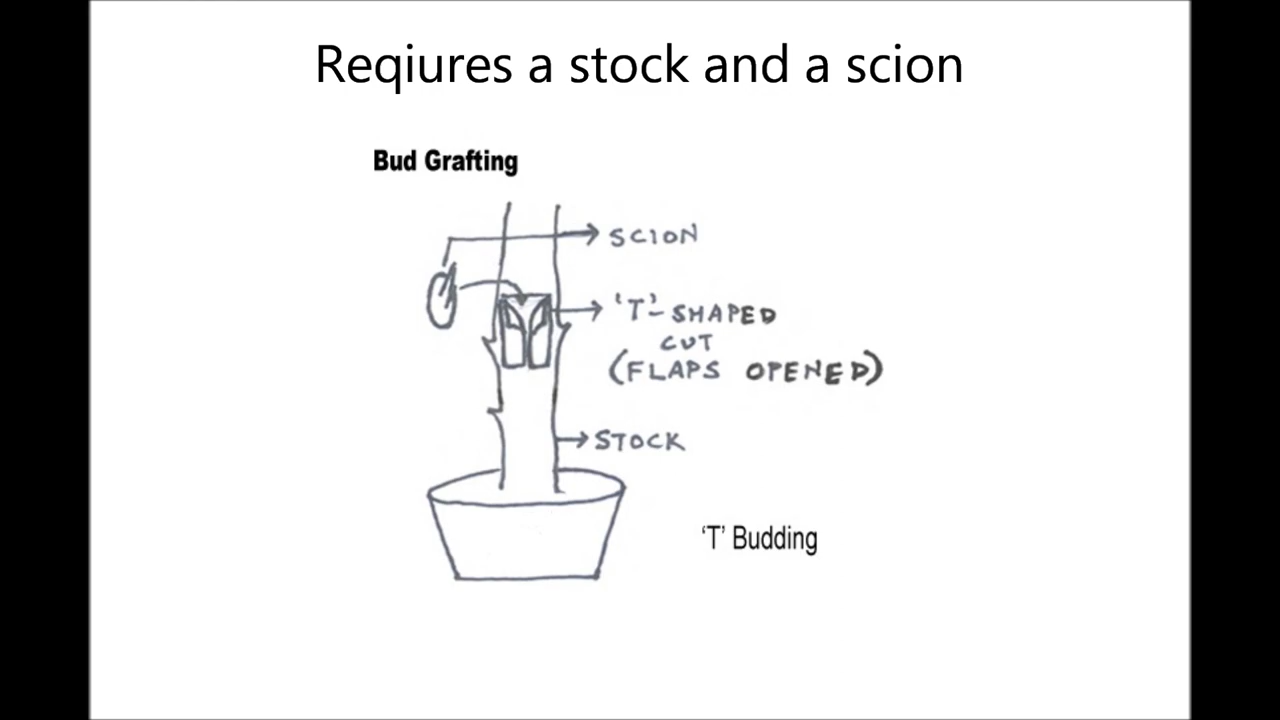 Reqiures a stock and a scion
Bud Grafting
SCION
'T'- SHAPED
CUT
(FLAPS OPENED)
STOCK
‘T’ Budding